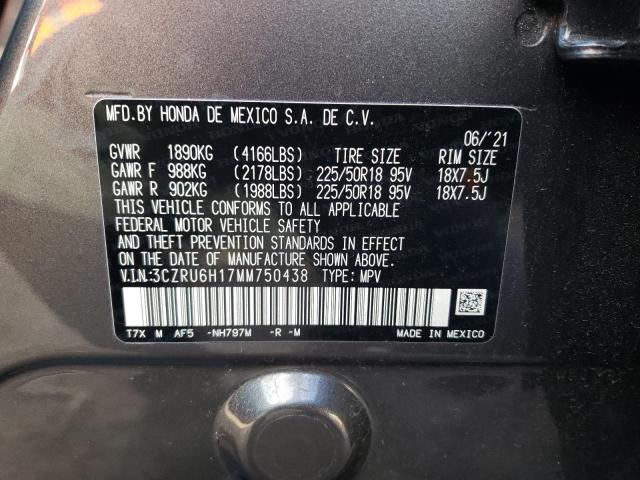 MFD.BY HONDA DE MEXICO S.A. DE C.V.
06/'21
GVWR 1890KG (4166LBS) TIRE SIZE RIM SIZE
GAWR F 988KG (2178LBS) 225/50R18 95V 18X7.5J
GAWR R 902KG (1988LBS) 225/50R18 95V 18X7.5J
THIS VEHICLE CONFORMS TO ALL APPLICABLE
FEDERAL MOTOR VEHICLE SAFETY
AND THEFT PREVENTION STANDARDS IN EFFECT
ON THE DATE OF MANUFACTURE SHOWN ABOVE.
V.I.N:3CZRU6H17MM750438 TYPE: MPV
T7X M AF5 -NH797M -R -M MADE IN MEXICO